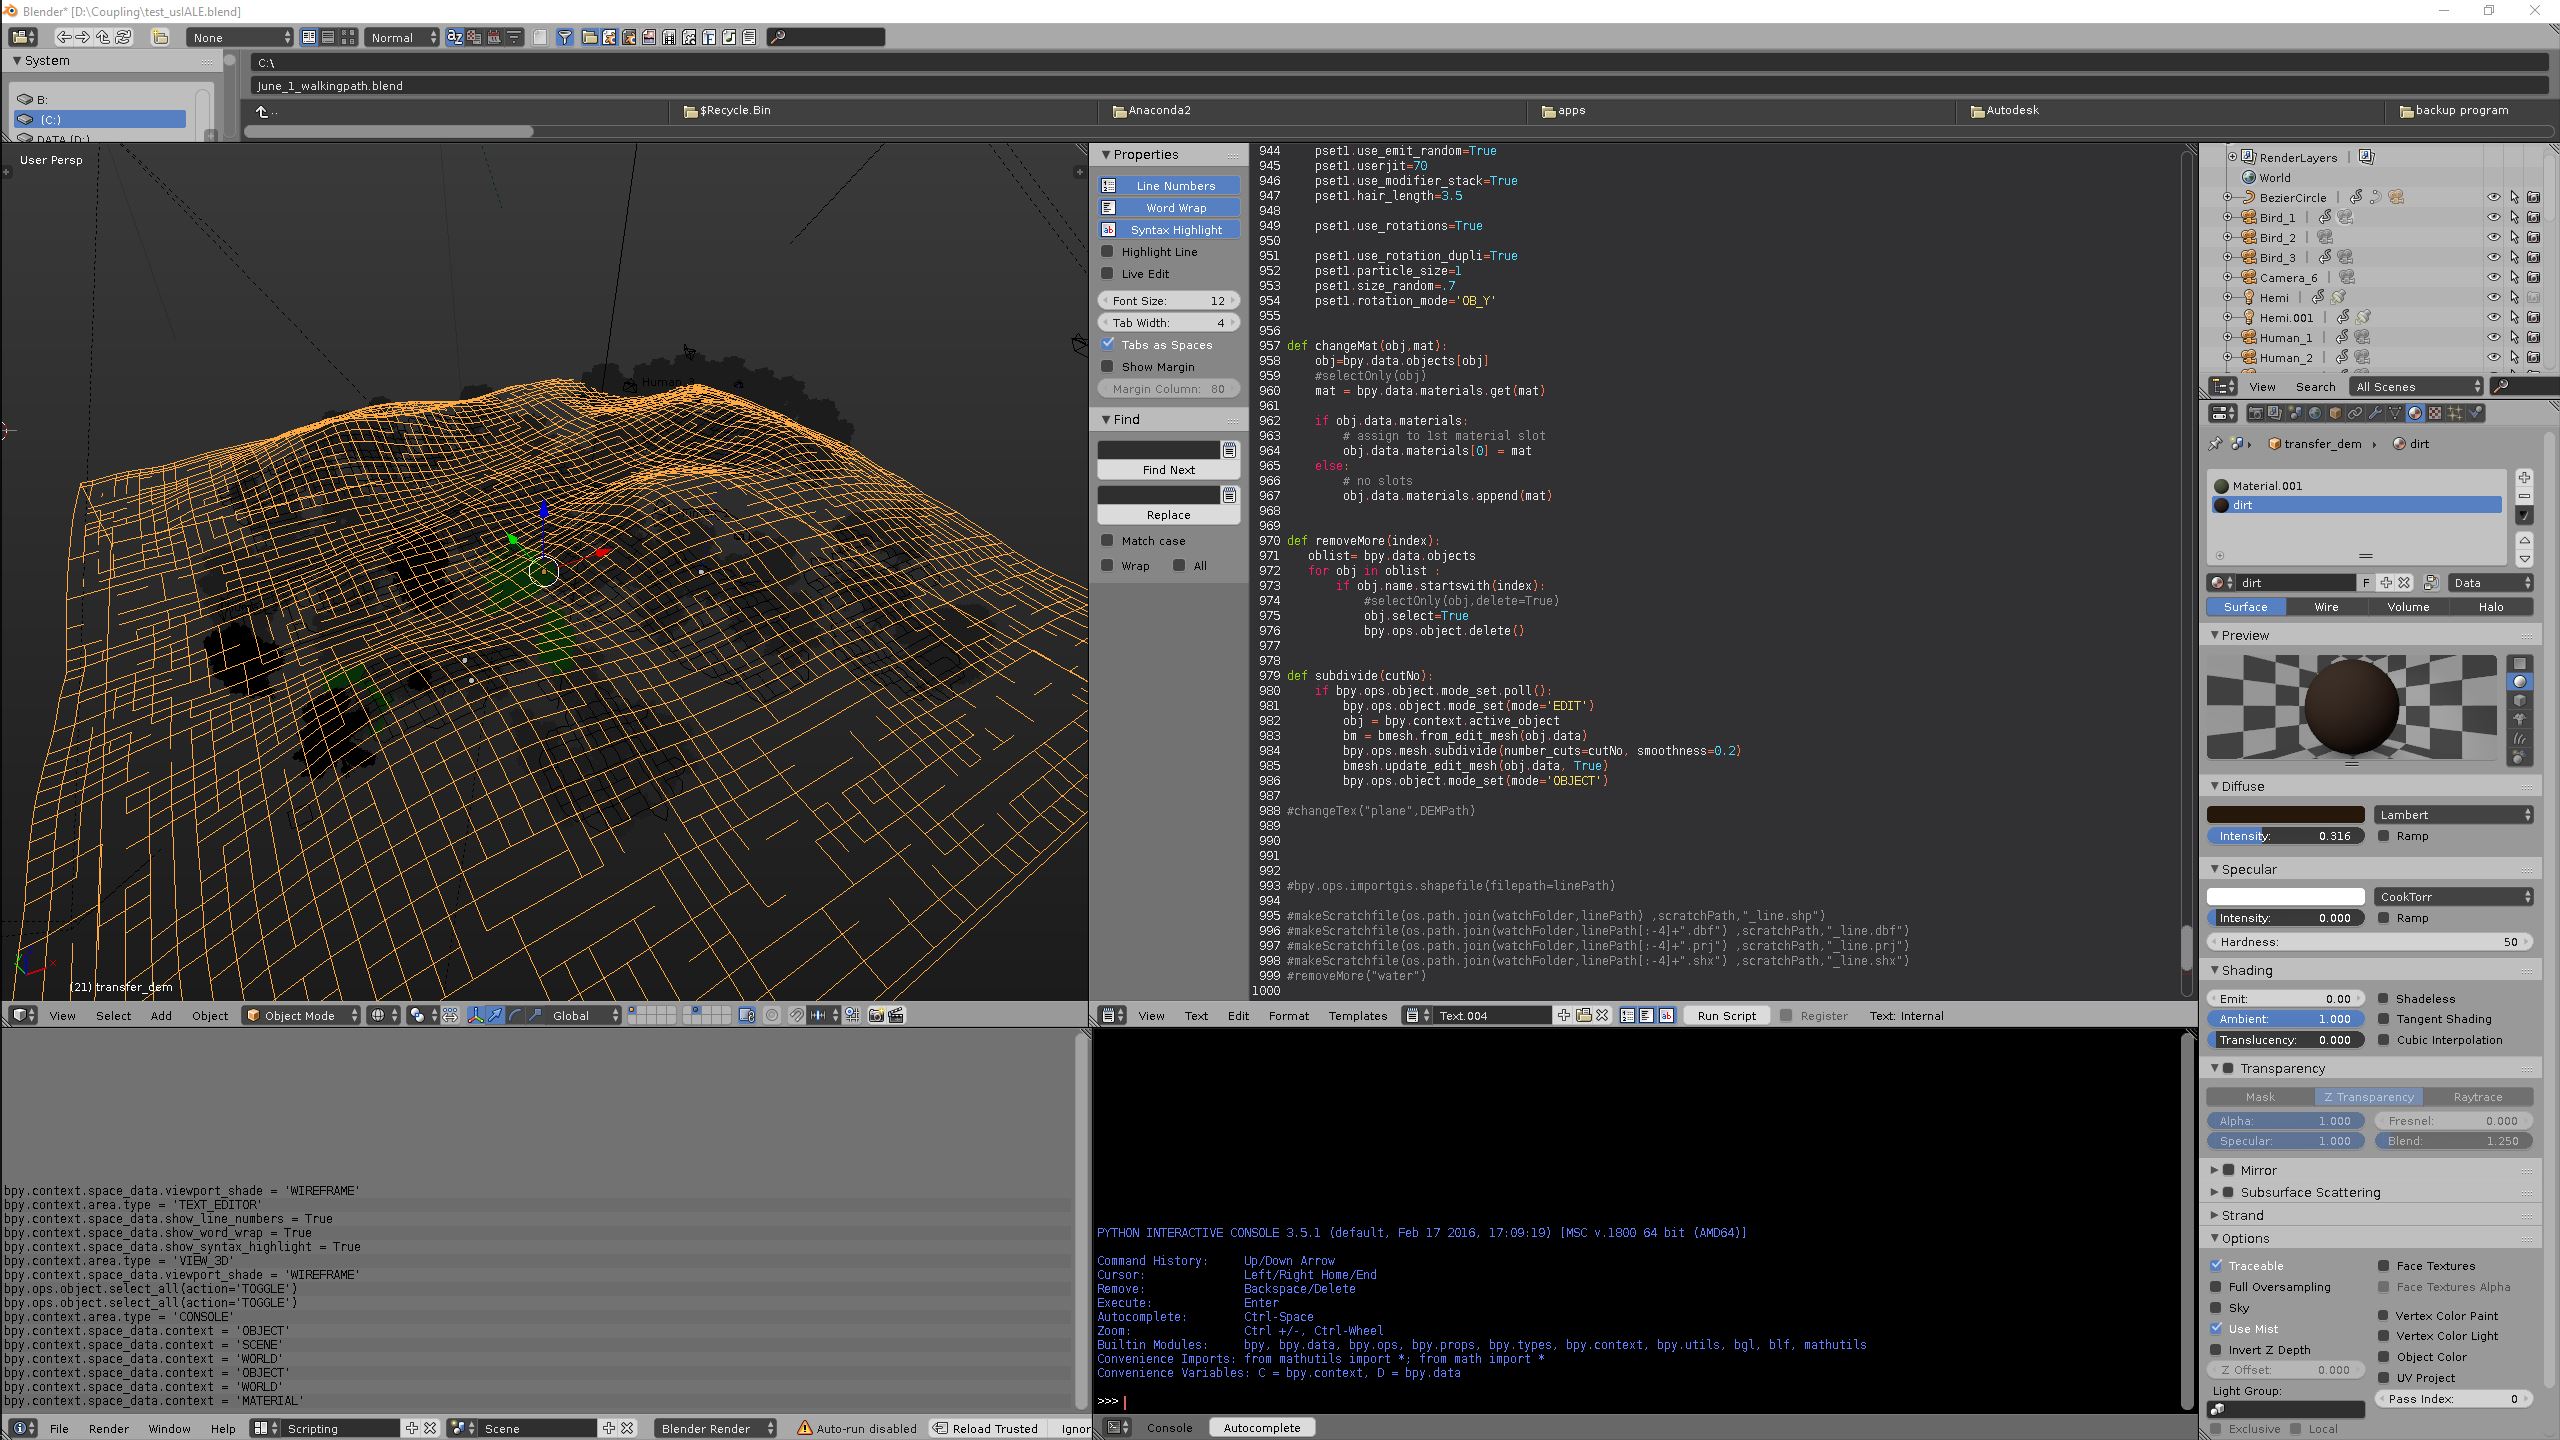 Blender* [D:\Coupling\test_uslALE.blend]
None
Normal
System
B:
(C:)
DATA (D:)
C:\
June_1_walkingpath.blend
..
$Recycle.Bin
Anaconda2
apps
Autodesk
backup program
User Persp
(21) transfer_dem
View Select Add Object Object Mode Global
Properties
Line Numbers
Word Wrap
Syntax Highlight
Highlight Line
Live Edit
Font Size: 12
Tab Width: 4
Tabs as Spaces
Show Margin
Margin Column: 80
Find
Find Next
Replace
Match case
Wrap All
944 pset1.use_emit_random=True
945 pset1.userjit=70
946 pset1.use_modifier_stack=True
947 pset1.hair_length=3.5
948
949 pset1.use_rotations=True
950
951 pset1.use_rotation_dupli=True
952 pset1.particle_size=1
953 pset1.size_random=.7
954 pset1.rotation_mode='OB_Y'
955
956
957 def changeMat(obj,mat):
958 obj=bpy.data.objects[obj]
959 #selectOnly(obj)
960 mat = bpy.data.materials.get(mat)
961
962 if obj.data.materials:
963 # assign to 1st material slot
964 obj.data.materials[0] = mat
965 else:
966 # no slots
967 obj.data.materials.append(mat)
968
969
970 def removeMore(index):
971 oblist= bpy.data.objects
972 for obj in oblist :
973 if obj.name.startswith(index):
974 #selectOnly(obj,delete=True)
975 obj.select=True
976 bpy.ops.object.delete()
977
978
979 def subdivide(cutNo):
980 if bpy.ops.object.mode_set.poll():
981 bpy.ops.object.mode_set(mode='EDIT')
982 obj = bpy.context.active_object
983 bm = bmesh.from_edit_mesh(obj.data)
984 bpy.ops.mesh.subdivide(number_cuts=cutNo, smoothness=0.2)
985 bmesh.update_edit_mesh(obj.data, True)
986 bpy.ops.object.mode_set(mode='OBJECT')
987
988 #changeTex("plane",DEMPath)
989
990
991
992
993 #bpy.ops.importgis.shapefile(filepath=linePath)
994
995 #makeScratchfile(os.path.join(watchFolder,linePath) ,scratchPath,"_line.shp")
996 #makeScratchfile(os.path.join(watchFolder,linePath[:-4]+".dbf") ,scratchPath,"_line.dbf")
997 #makeScratchfile(os.path.join(watchFolder,linePath[:-4]+".prj") ,scratchPath,"_line.prj")
998 #makeScratchfile(os.path.join(watchFolder,linePath[:-4]+".shx") ,scratchPath,"_line.shx")
999 #removeMore("water")
1000
View Text Edit Format Templates Text.004 Run Script Register Text: Internal
RenderLayers
World
BezierCircle
Bird_1
Bird_2
Bird_3
Camera_6
Hemi
Hemi.001
Human_1
Human_2
View Search All Scenes
transfer_dem dirt
Material.001
dirt
dirt F Data
Surface Wire Volume Halo
Preview
Diffuse
Lambert
Intensity: 0.316 Ramp
Specular
CookTorr
Intensity: 0.000 Ramp
Hardness: 50
Shading
Emit: 0.00 Shadeless
Ambient: 1.000 Tangent Shading
Translucency: 0.000 Cubic Interpolation
Transparency
Mask Z Transparency Raytrace
Alpha: 1.000 Fresnel: 0.000
Specular: 1.000 Blend: 1.250
Mirror
Subsurface Scattering
Strand
Options
Traceable Face Textures
Full Oversampling Face Textures Alpha
Sky Vertex Color Paint
Use Mist Vertex Color Light
Invert Z Depth Object Color
Z Offset: 0.000 UV Project
Light Group: Pass Index: 0
Exclusive Local
bpy.context.space_data.viewport_shade = 'WIREFRAME'
bpy.context.area.type = 'TEXT_EDITOR'
bpy.context.space_data.show_line_numbers = True
bpy.context.space_data.show_word_wrap = True
bpy.context.space_data.show_syntax_highlight = True
bpy.context.area.type = 'VIEW_3D'
bpy.context.space_data.viewport_shade = 'WIREFRAME'
bpy.ops.object.select_all(action='TOGGLE')
bpy.ops.object.select_all(action='TOGGLE')
bpy.context.area.type = 'CONSOLE'
bpy.context.space_data.context = 'OBJECT'
bpy.context.space_data.context = 'SCENE'
bpy.context.space_data.context = 'WORLD'
bpy.context.space_data.context = 'OBJECT'
bpy.context.space_data.context = 'WORLD'
bpy.context.space_data.context = 'MATERIAL'
File Render Window Help Scripting Scene Blender Render Auto-run disabled Reload Trusted Ignor
PYTHON INTERACTIVE CONSOLE 3.5.1 (default, Feb 17 2016, 17:09:19) [MSC v.1800 64 bit (AMD64)]
Command History: Up/Down Arrow
Cursor: Left/Right Home/End
Remove: Backspace/Delete
Execute: Enter
Autocomplete: Ctrl-Space
Zoom: Ctrl +/-, Ctrl-Wheel
Builtin Modules: bpy, bpy.data, bpy.ops, bpy.props, bpy.types, bpy.context, bpy.utils, bgl, blf, mathutils
Convenience Imports: from mathutils import *; from math import *
Convenience Variables: C = bpy.context, D = bpy.data
>>>
Console Autocomplete